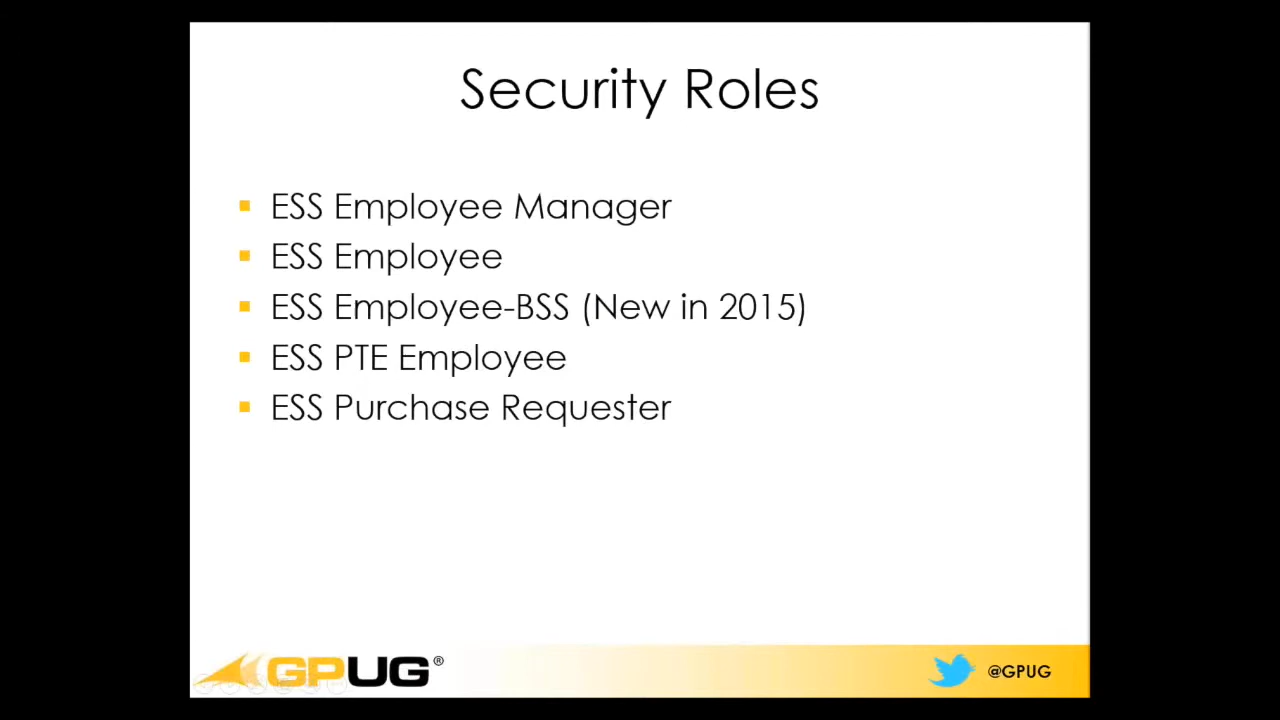 Security Roles
ESS Employee Manager
ESS Employee
ESS Employee-BSS (New in 2015)
ESS PTE Employee
ESS Purchase Requester
GPUG®
@GPUG